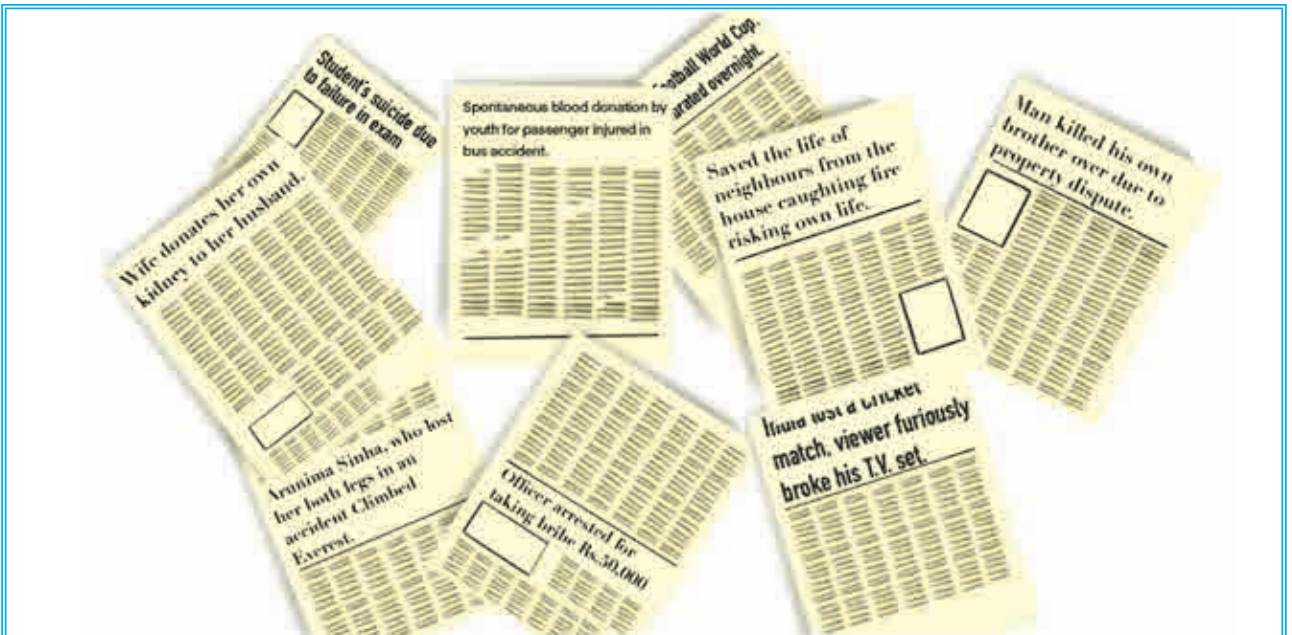 Student's suicide due
to failure in exam
Spontaneous blood donation by
youth for passenger injured in
bus accident.
World Cup.
overnight.
Saved the life of
neighbours from the
house caughting fire
risking own life.
Man killed his own
brother over due to
property dispute.
Wife donates her own
kidney to her husband.
Arunima Sinha, who lost
her both legs in an
accident Climbed
Everest.
Officer arrested for
taking bribe Rs.50,000
India lost a cricket
match, viewer furiously
broke his T.V. set.